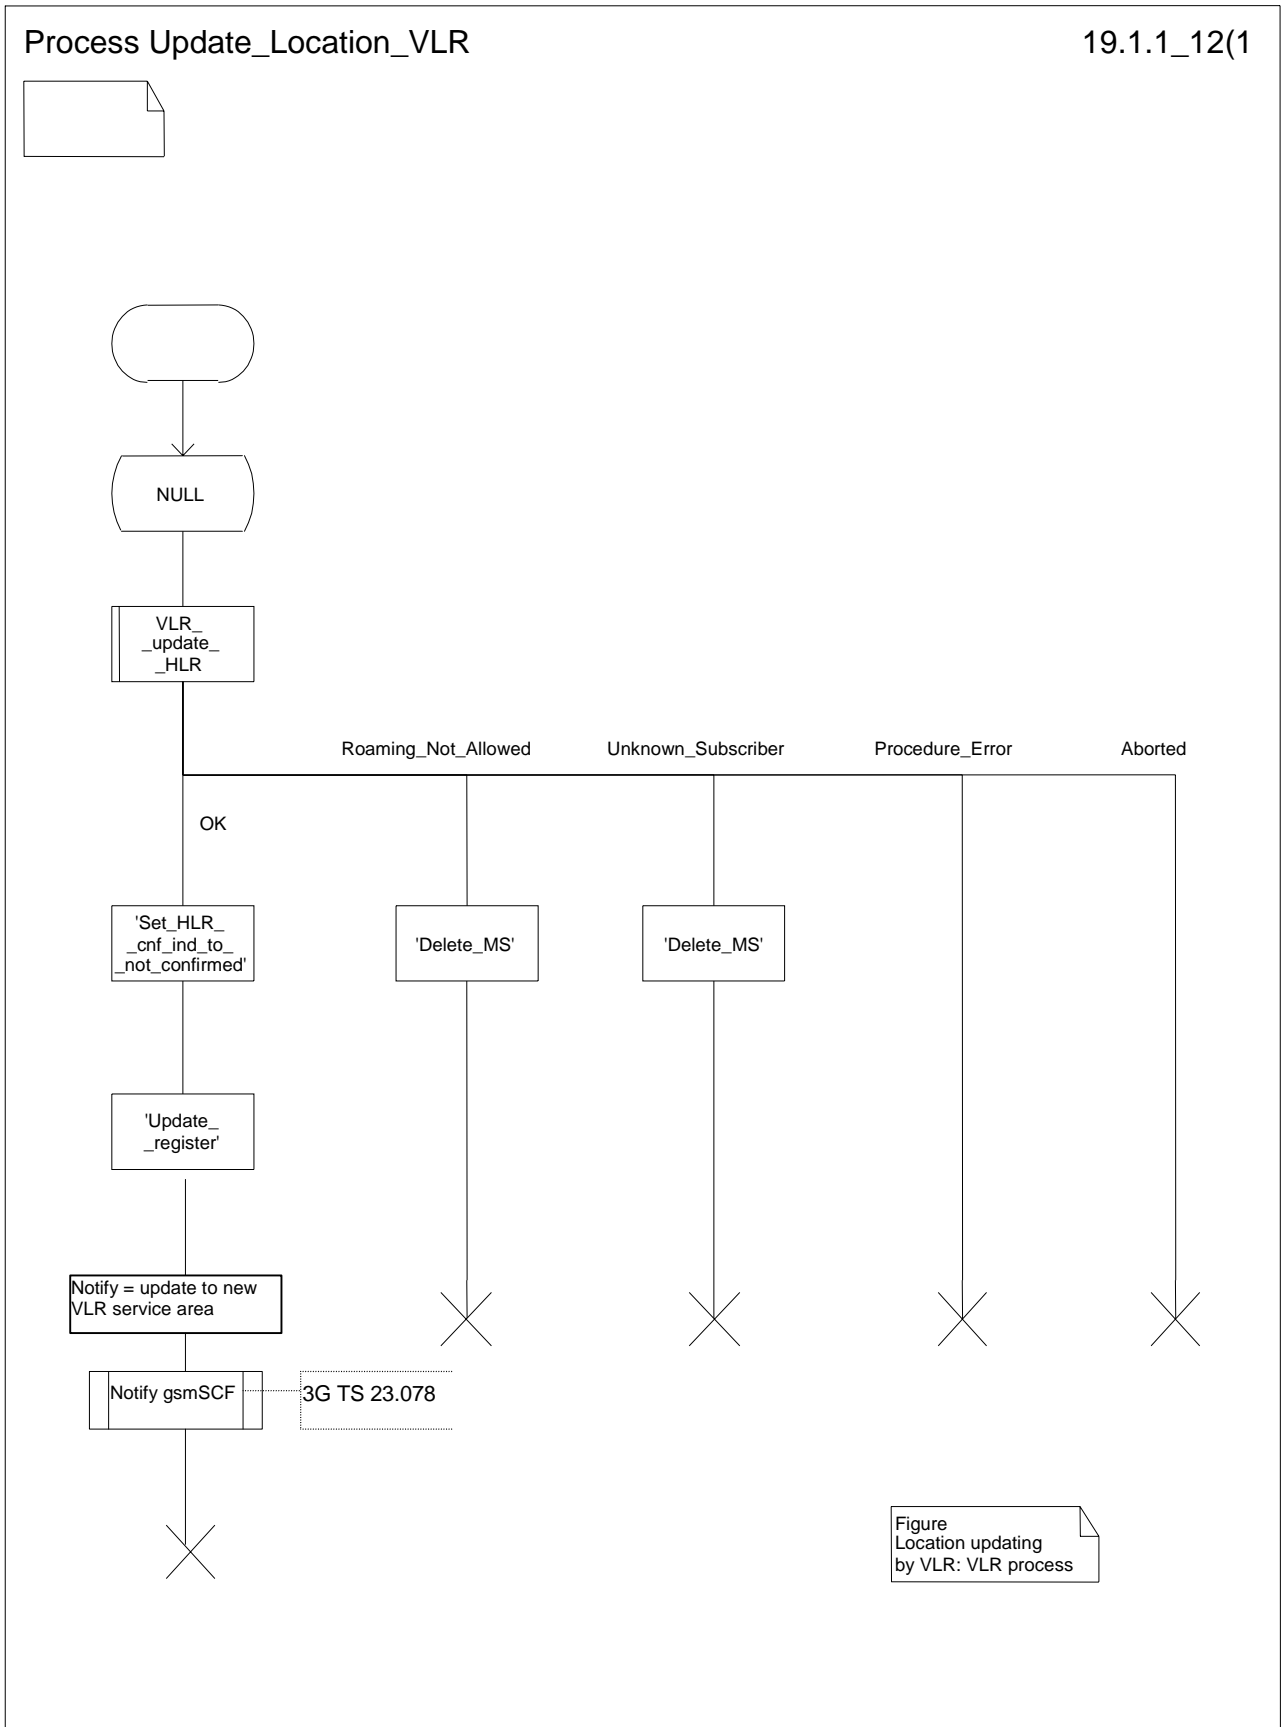 Process Update_Location_VLR
19.1.1_12(1
NULL
VLR_
_update_
_HLR
Roaming_Not_Allowed
Unknown_Subscriber
Procedure_Error
Aborted
OK
'Set_HLR_
_cnf_ind_to_
_not_confirmed'
'Delete_MS'
'Delete_MS'
'Update_
_register'
Notify = update to new
VLR service area
Notify gsmSCF
3G TS 23.078
Figure
Location updating
by VLR: VLR process